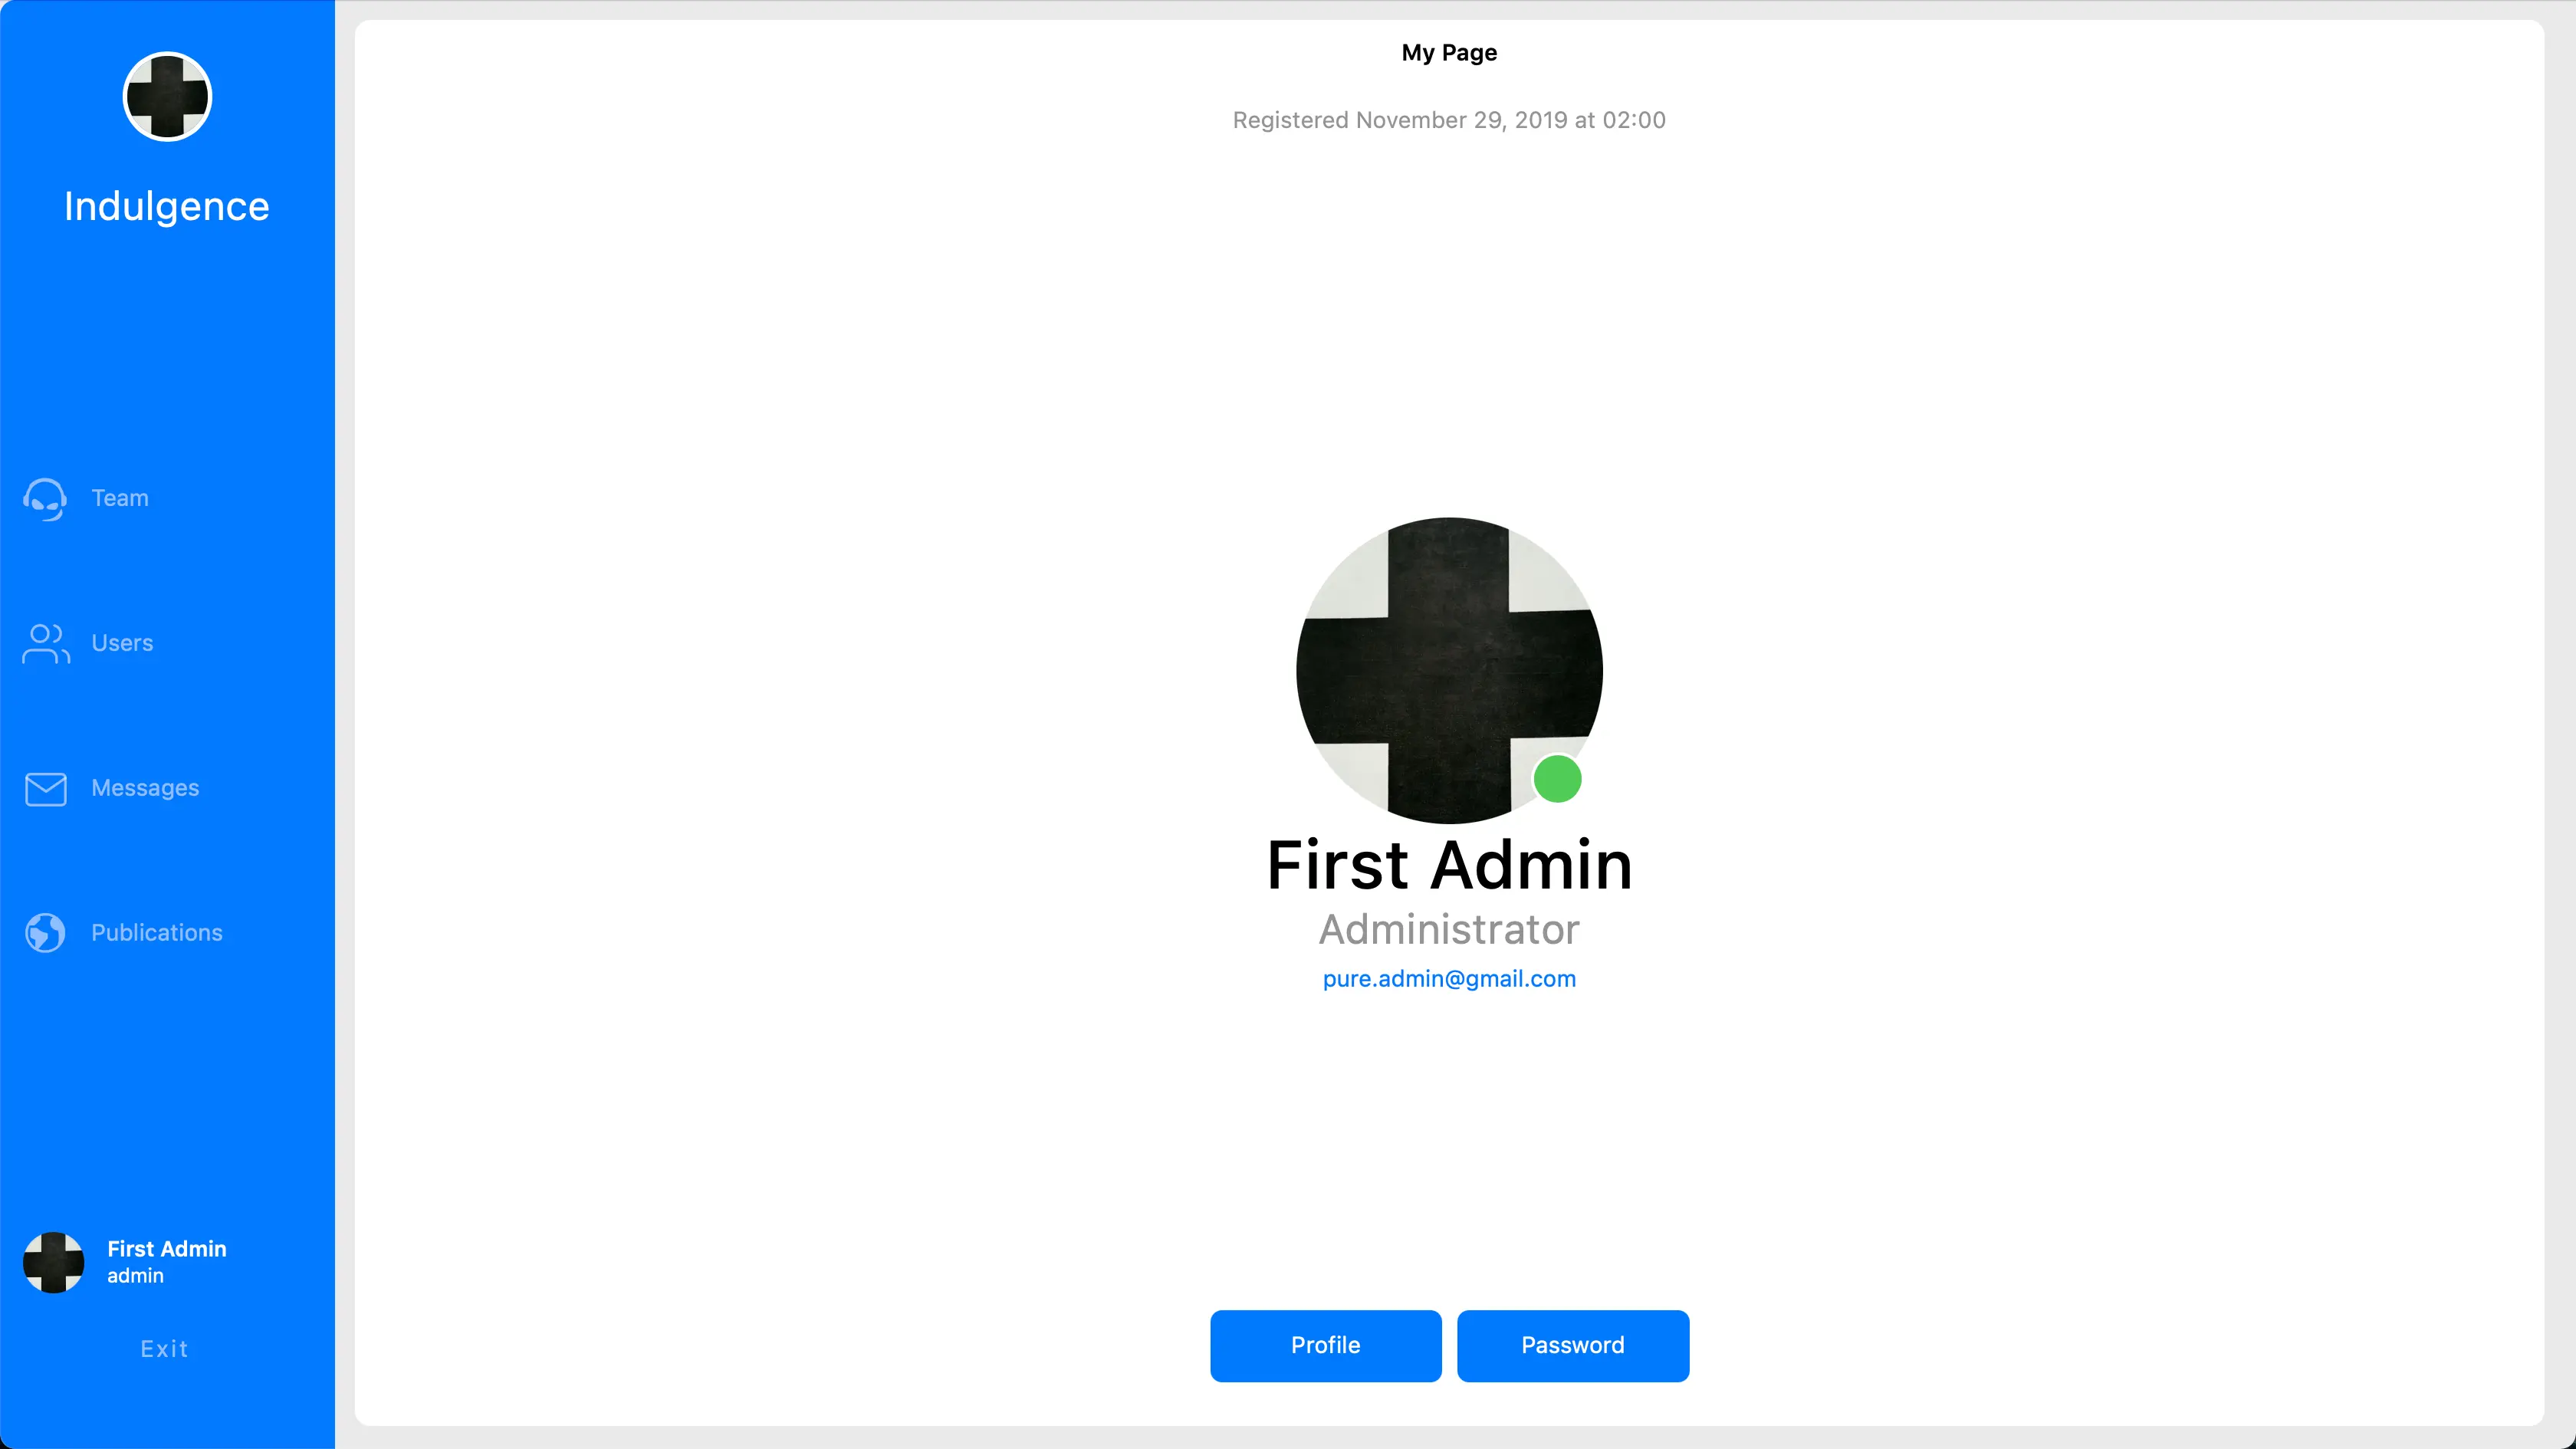 Indulgence
Team
Users
Messages
Publications
First Admin
admin
Exit
My Page
Registered November 29, 2019 at 02:00
First Admin
Administrator
pure.admin@gmail.com
Profile
Password